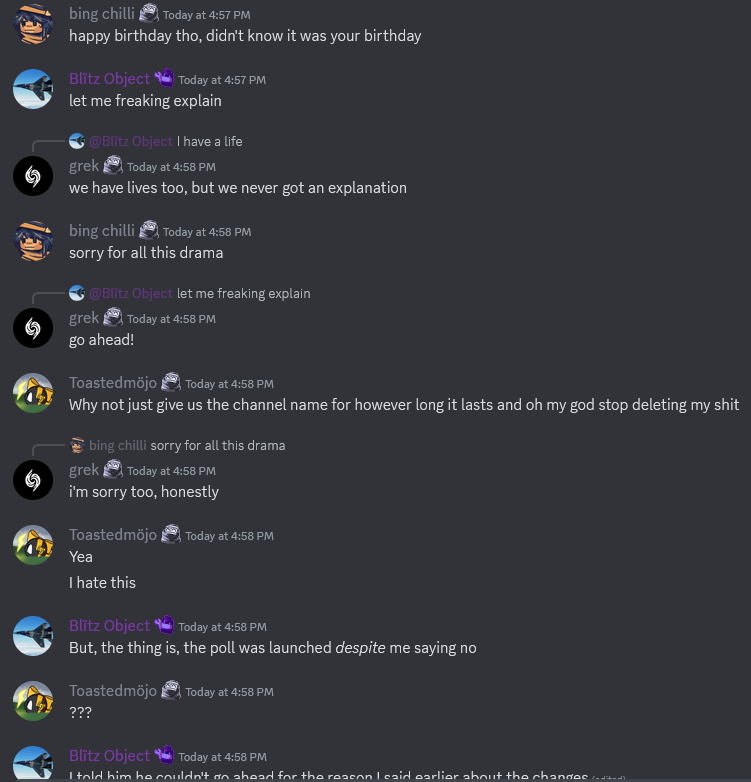 bing chilli Today at 4:57 PM
happy birthday tho, didn't know it was your birthday
Blïtz Object Today at 4:57 PM
let me freaking explain
@Blïtz Object I have a life
grek Today at 4:58 PM
we have lives too, but we never got an explanation
bing chilli Today at 4:58 PM
sorry for all this drama
@Blïtz Object let me freaking explain
grek Today at 4:58 PM
go ahead!
Toastedmöjo Today at 4:58 PM
Why not just give us the channel name for however long it lasts and oh my god stop deleting my shit
bing chilli sorry for all this drama
grek Today at 4:58 PM
i'm sorry too, honestly
Toastedmöjo Today at 4:58 PM
Yea
I hate this
Blïtz Object Today at 4:58 PM
But, the thing is, the poll was launched despite me saying no
Toastedmöjo Today at 4:58 PM
???
Blïtz Object Today at 4:58 PM
I told him he couldn't go ahead for the reason I said earlier about the changes (edited)